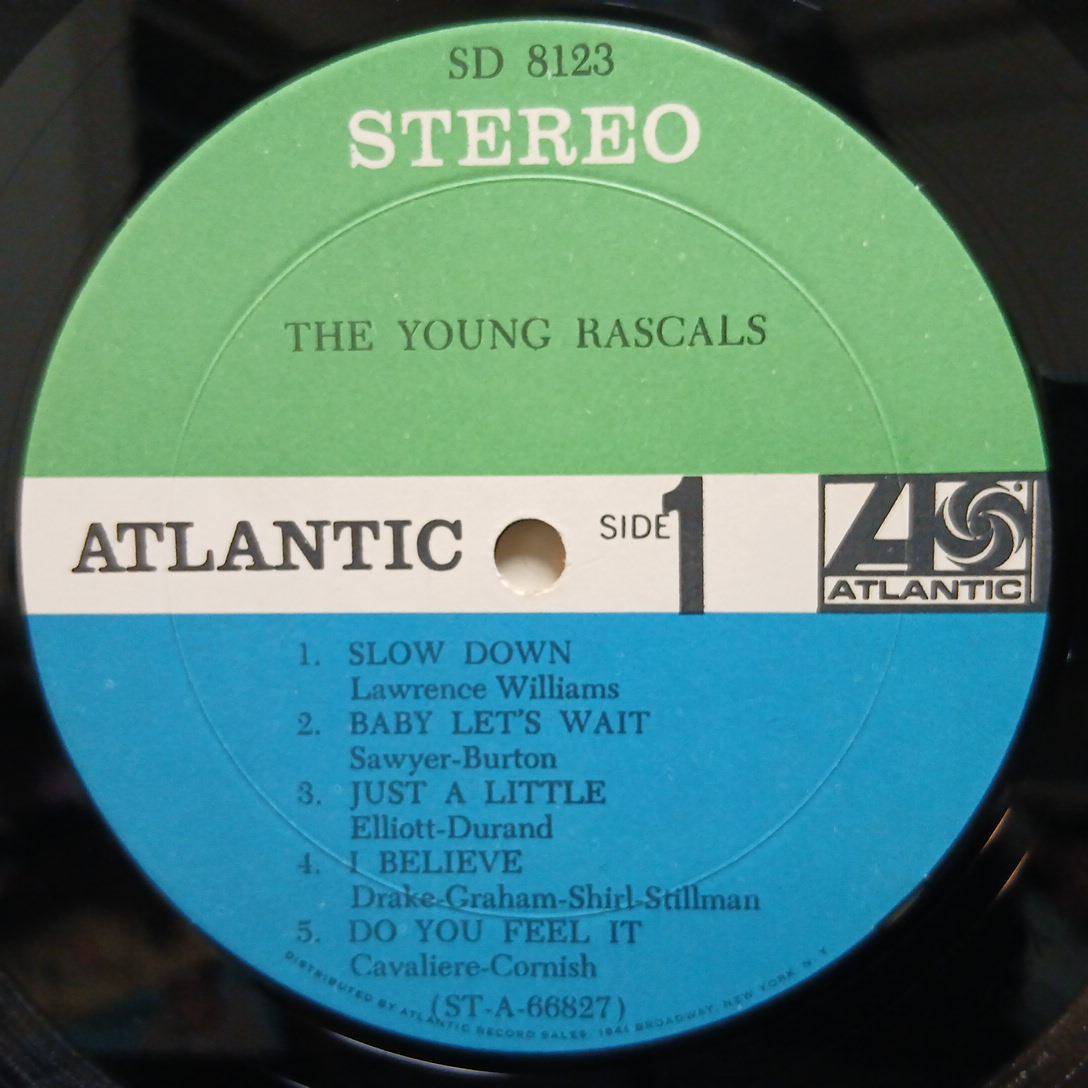 SD 8123
STEREO
THE YOUNG RASCALS
ATLANTIC
SIDE 1
ATLANTIC
1. SLOW DOWN
Lawrence Williams
2. BABY LET'S WAIT
Sawyer-Burton
3. JUST A LITTLE
Elliott-Durand
4. I BELIEVE
Drake-Graham-Shirl-Stillman
5. DO YOU FEEL IT
Cavaliere-Cornish
(ST-A-66827)
DISTRIBUTED BY ATLANTIC RECORD SALES, 1841 BROADWAY, NEW YORK N. Y.